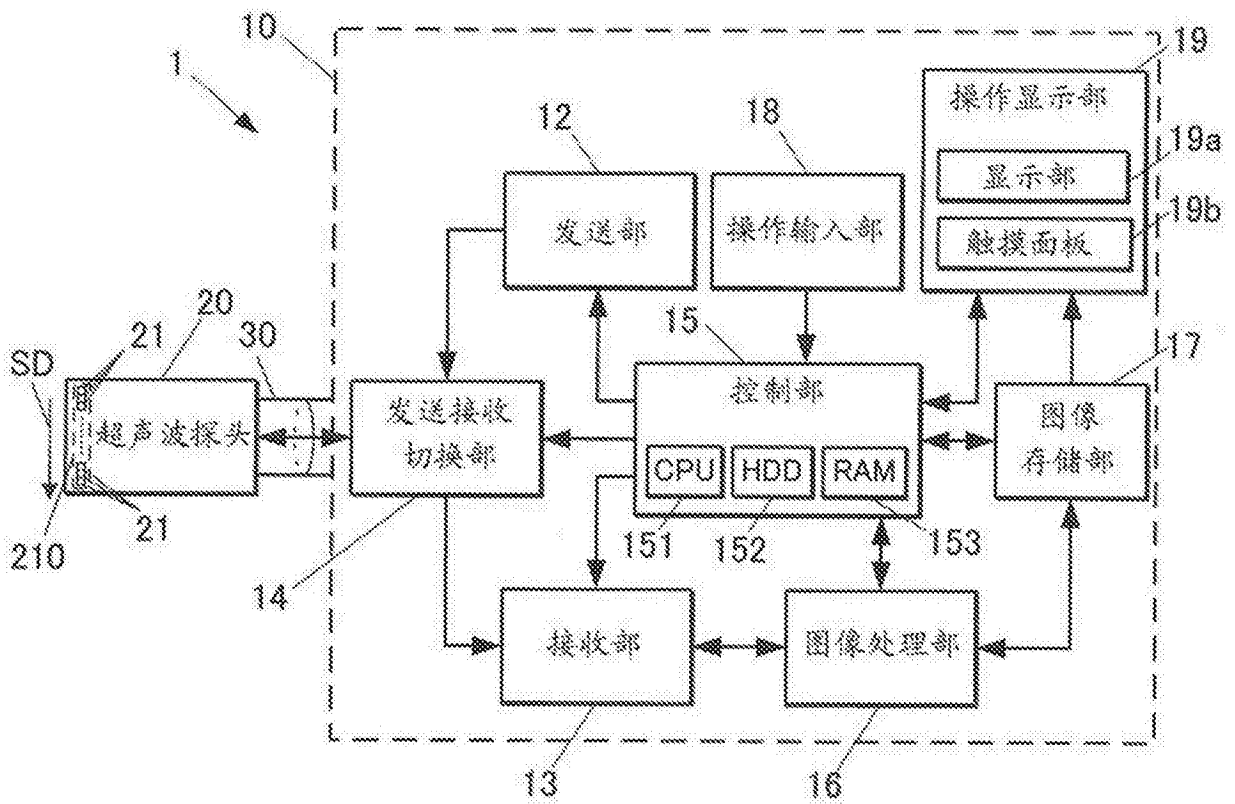 10
19
1
操作显示部
12
18
19a
显示部
发送部
操作输入部
19b
触摸面板
20
15
21
30
17
SD
控制部
发送接收
切换部
图像
存储部
超声波探头
CPU
HDD
RAM
210
21
151
152
153
14
接收部
图像处理部
13
16